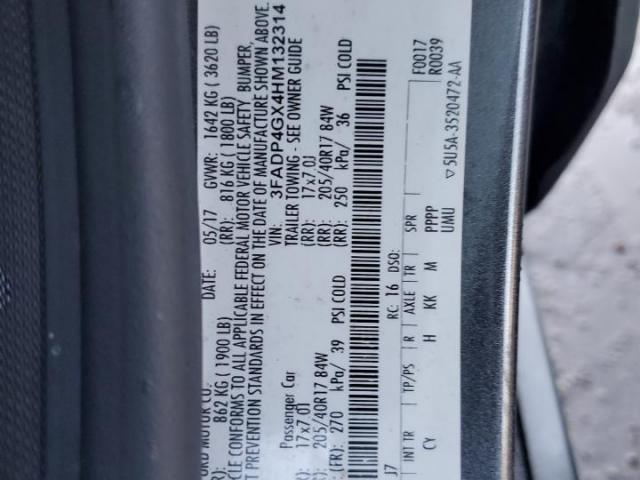 ORD MOTOR CO. DATE: 05/17 GVWR: 1642 KG ( 3620 LB)
862 KG ( 1900 LB) (RR): 816 KG ( 1800 LB)
CLE CONFORMS TO ALL APPLICABLE FEDERAL MOTOR VEHICLE SAFETY, BUMPER,
T PREVENTION STANDARDS IN EFFECT ON THE DATE OF MANUFACTURE SHOWN ABOVE.
VIN: 3FADP4GX4HM132314
Passenger Car TRAILER TOWING - SEE OWNER GUIDE
17x7.0J (RR): 17x7.0J
205/40R17 84W (RR): 205/40R17 84W
(FR): 270 kPa/ 39 PSI COLD (RR): 250 kPa/ 36 PSI COLD
J7 RC: 16 DSO: F0017
R0039
INT TR TP/PS R AXLE TR SPR
CY H KK M PPPP
UMU
▽5U5A-3520472-AA